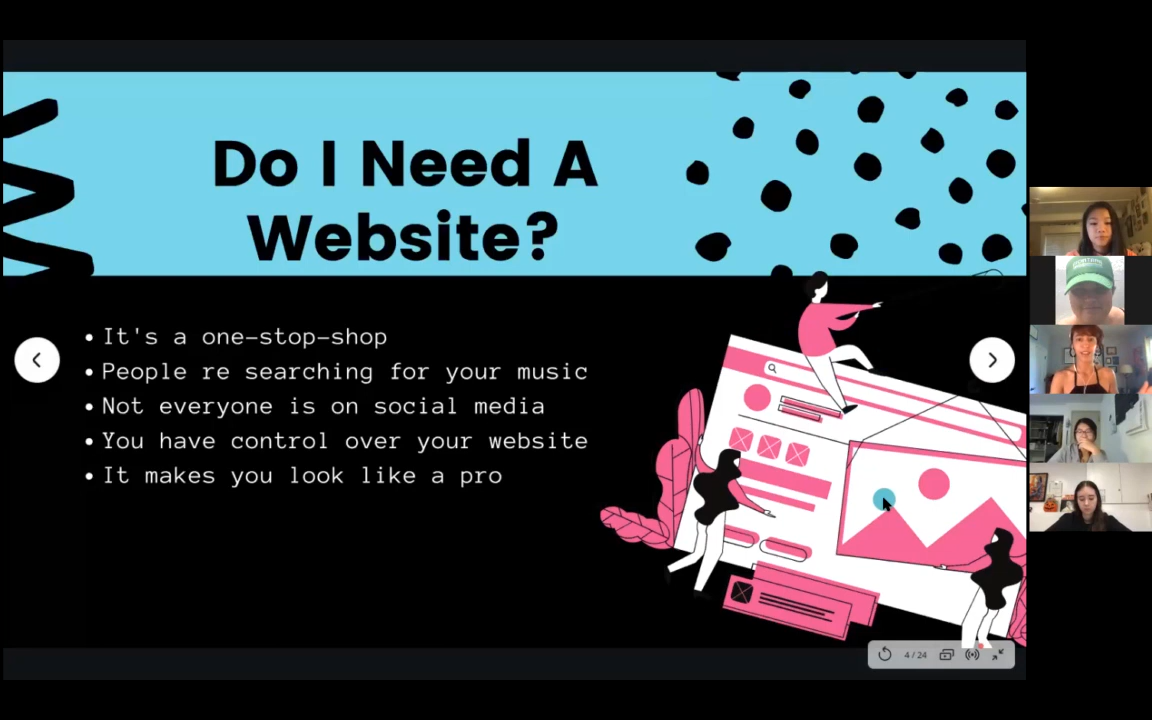 Do I Need A
Website?
• It's a one-stop-shop
• People re searching for your music
• Not everyone is on social media
• You have control over your website
• It makes you look like a pro
4 / 24